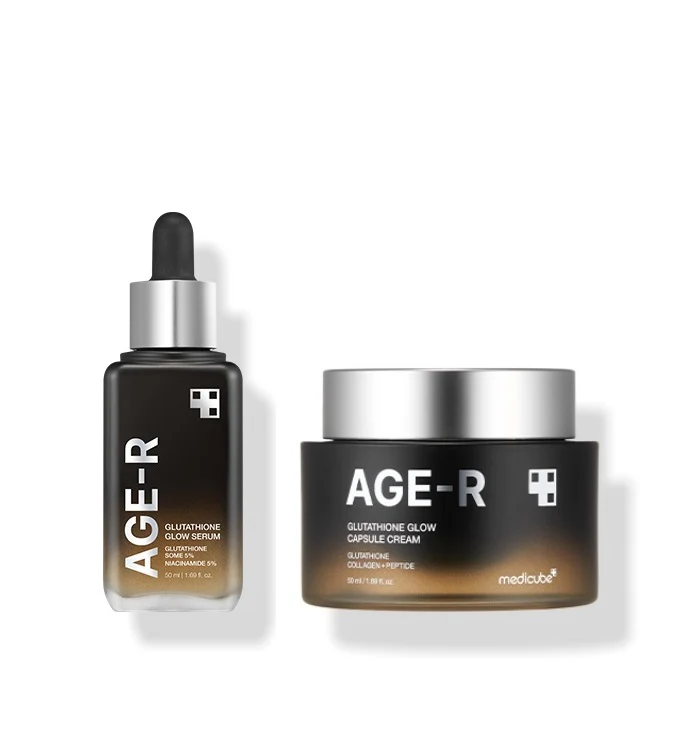 AGE-R
GLUTATHIONE
GLOW SERUM
GLUTATHIONE
SOME 5%
NIACINAMIDE 5%
50 ml | 1.69 fl. oz.
AGE-R
GLUTATHIONE GLOW
CAPSULE CREAM
GLUTATHIONE
COLLAGEN + PEPTIDE
50 ml / 1.69 fl. oz.
medicube